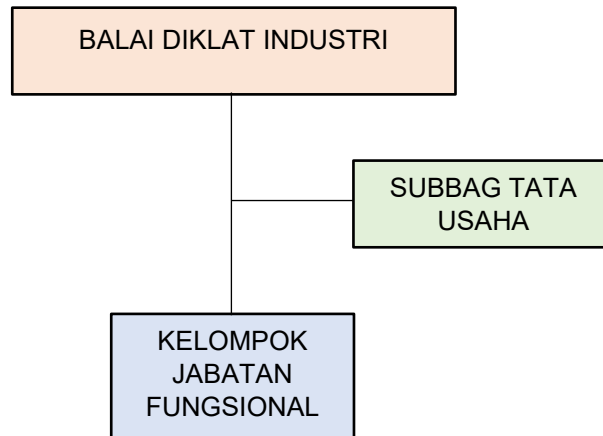 BALAI DIKLAT INDUSTRI
SUBBAG TATA
USAHA
KELOMPOK
JABATAN
FUNGSIONAL